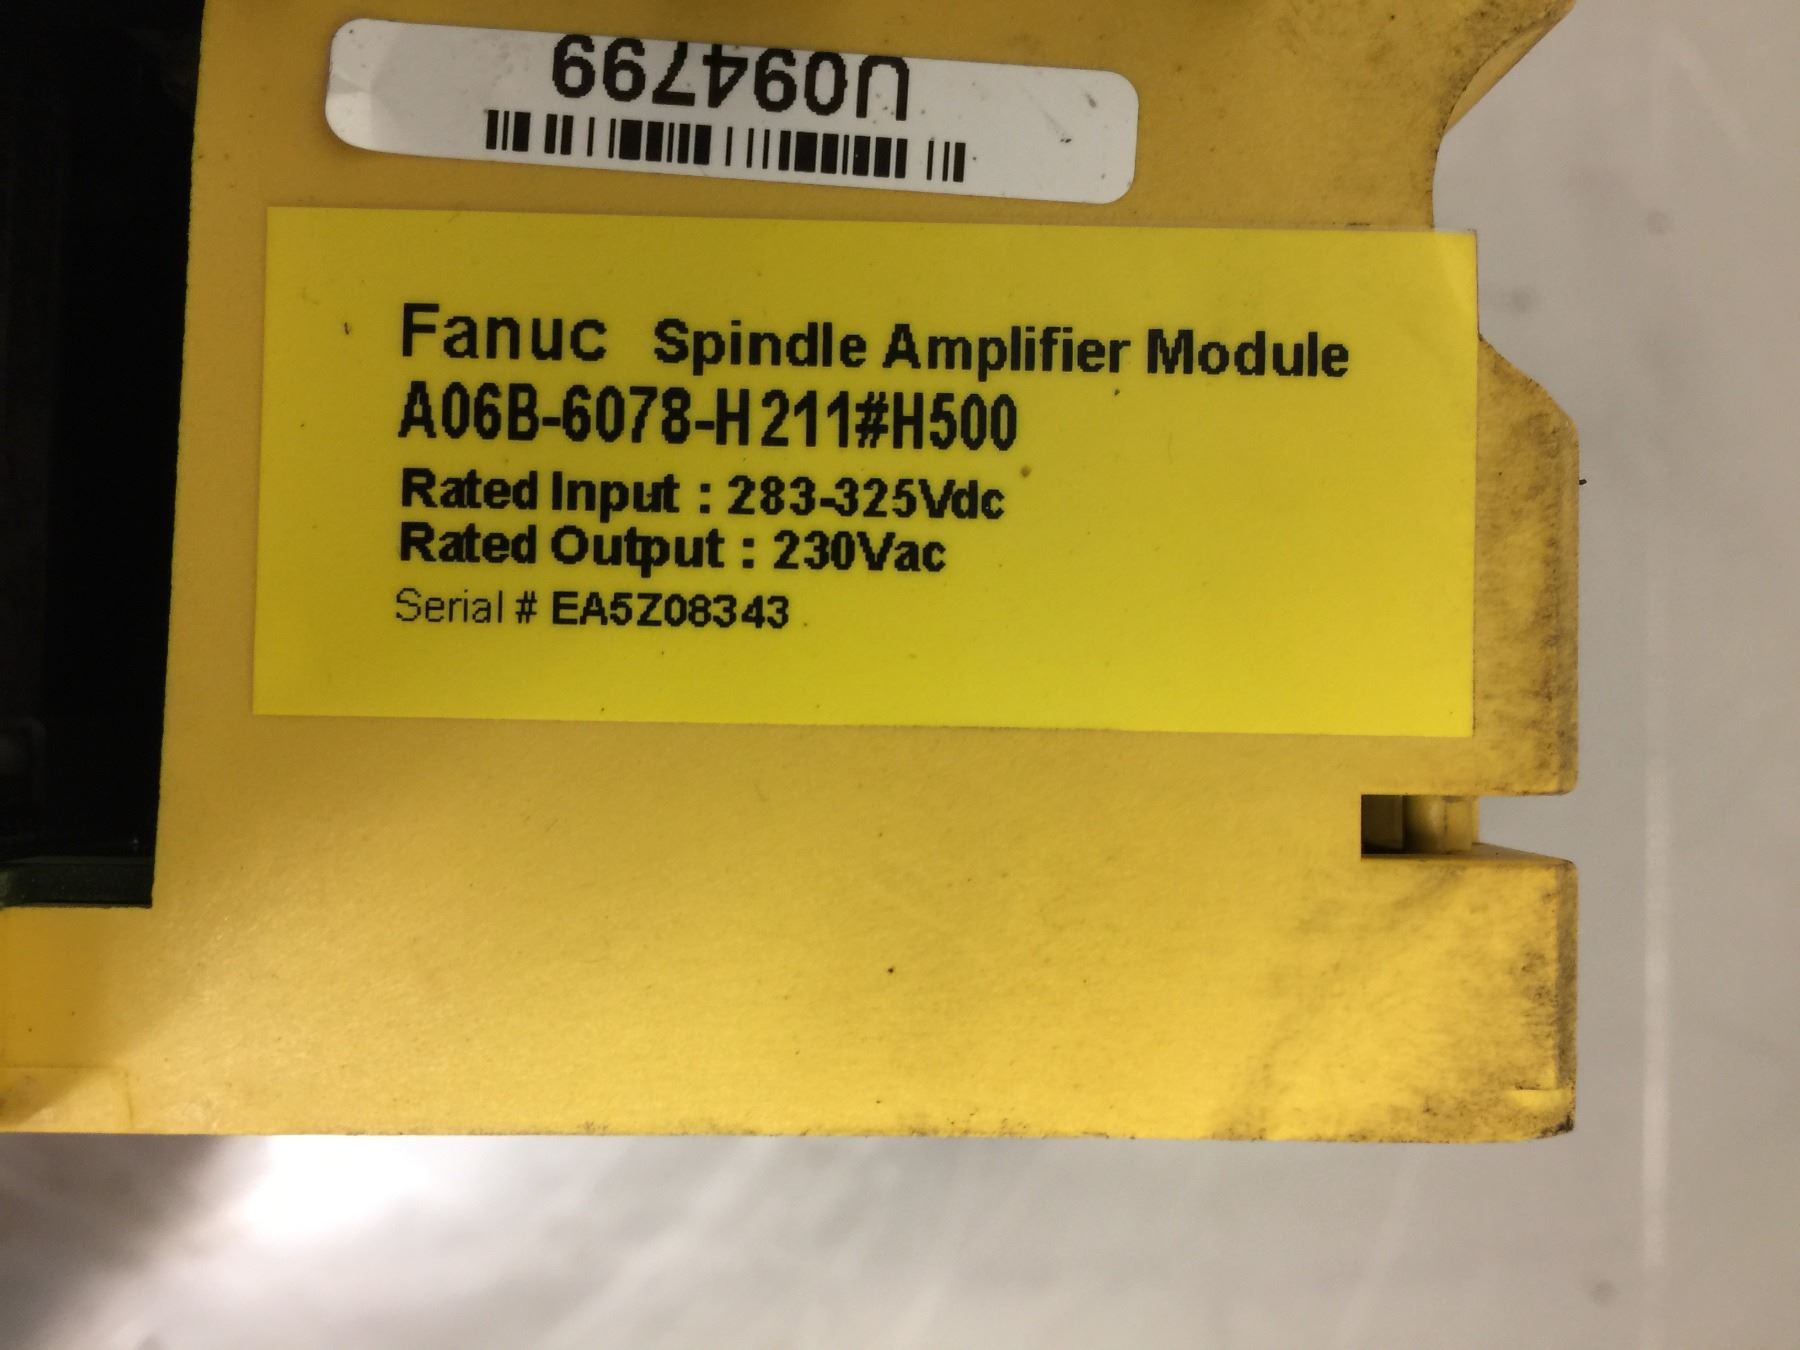 U094799
Fanuc Spindle Amplifier Module
A06B-6078-H211#H500
Rated Input : 283-325Vdc
Rated Output : 230Vac
Serial # EA5Z08343